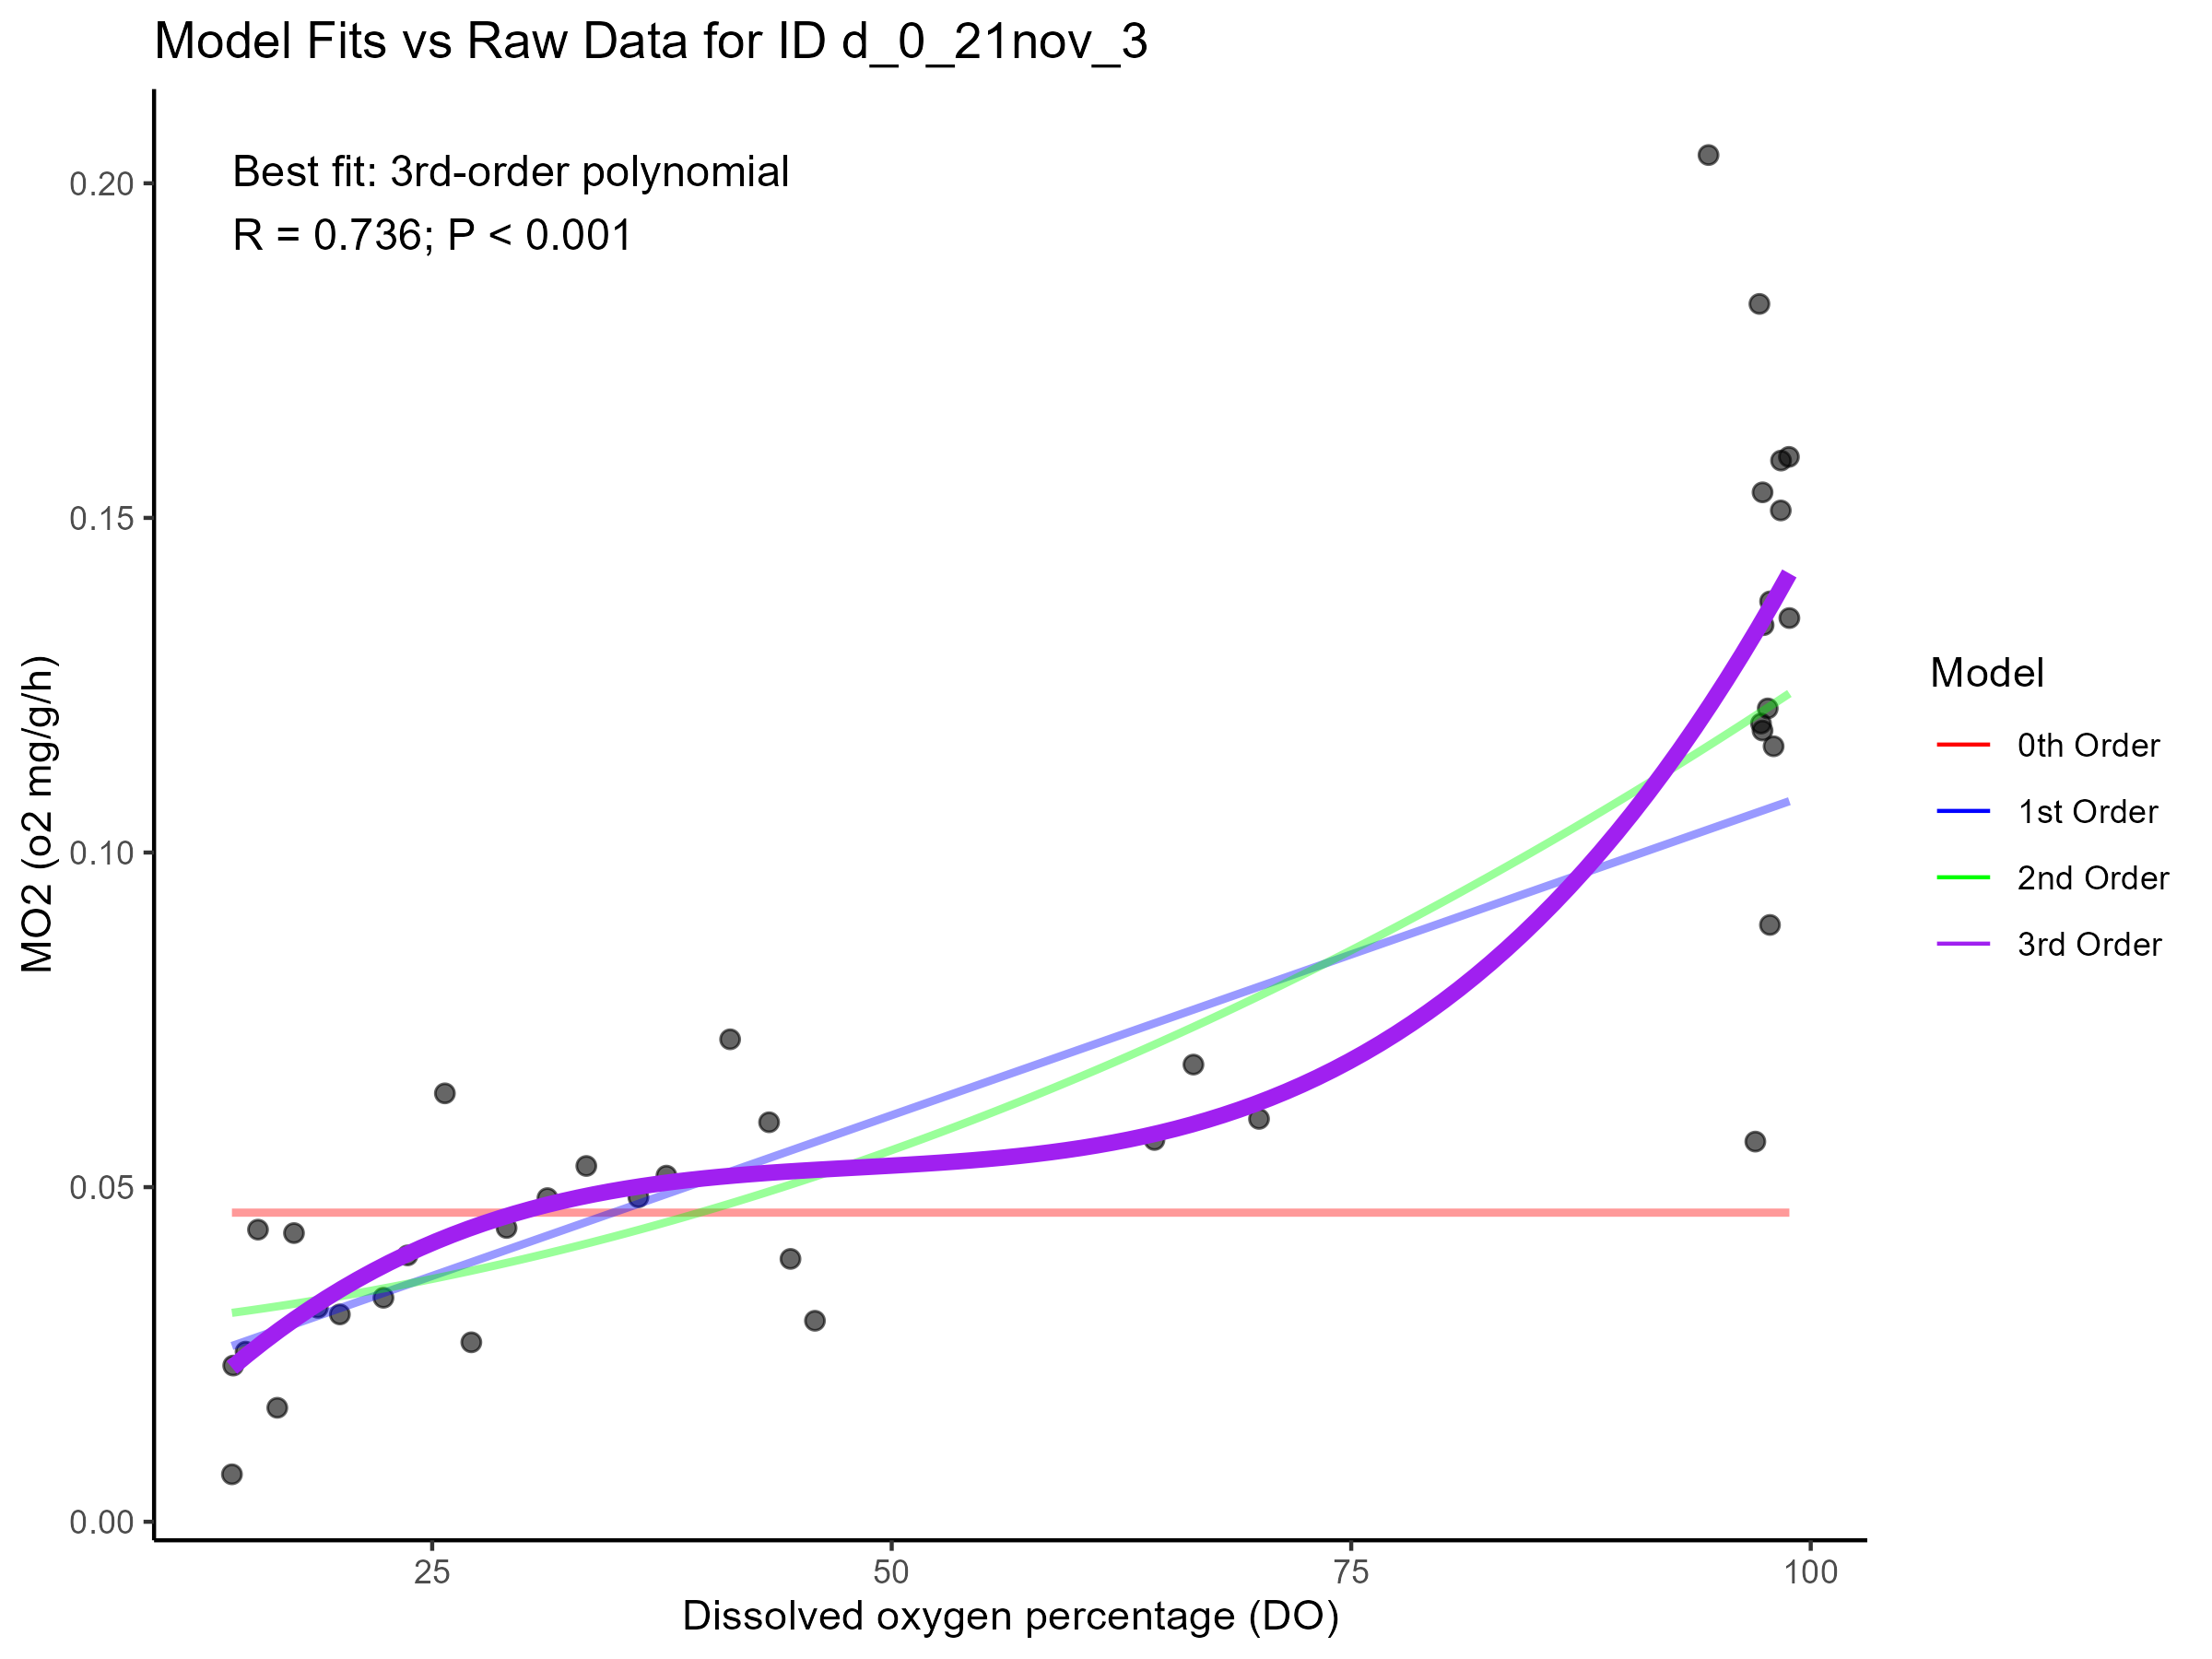 Model Fits vs Raw Data for ID d_0_21nov_3
Best fit: 3rd-order polynomial
R = 0.736; P < 0.001
0.20
0.15
0.10
0.05
0.00
MO2 (o2 mg/g/h)
25
50
75
100
Dissolved oxygen percentage (DO)
Model
0th Order
1st Order
2nd Order
3rd Order